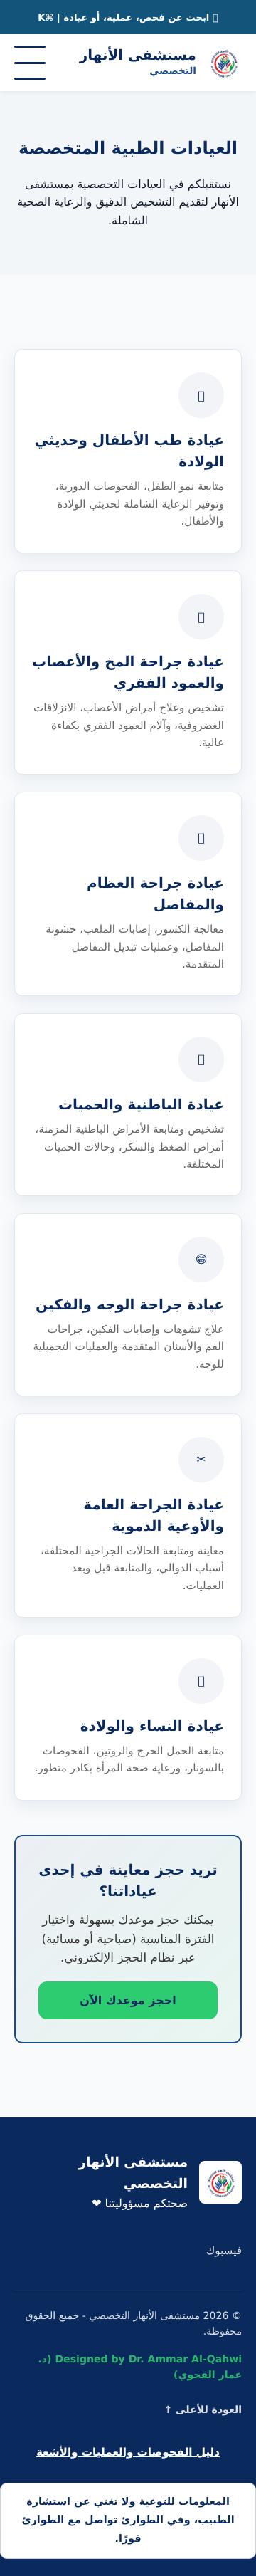 ابحث عن فحص، عملية، أو عيادة | ⌘K
مستشفى الأنهار
التخصصي
العيادات الطبية المتخصصة
نستقبلكم في العيادات التخصصية بمستشفى
الأنهار لتقديم التشخيص الدقيق والرعاية الصحية
الشاملة.
عيادة طب الأطفال وحديثي
الولادة
متابعة نمو الطفل، الفحوصات الدورية،
وتوفير الرعاية الشاملة لحديثي الولادة
والأطفال.
عيادة جراحة المخ والأعصاب
والعمود الفقري
تشخيص وعلاج أمراض الأعصاب، الانزلاقات
الغضروفية، وآلام العمود الفقري بكفاءة
عالية.
عيادة جراحة العظام
والمفاصل
معالجة الكسور، إصابات الملعب، خشونة
المفاصل، وعمليات تبديل المفاصل
المتقدمة.
عيادة الباطنية والحميات
تشخيص ومتابعة الأمراض الباطنية المزمنة،
أمراض الضغط والسكر، وحالات الحميات
المختلفة.
عيادة جراحة الوجه والفكين
علاج تشوهات وإصابات الفكين، جراحات
الفم والأسنان المتقدمة والعمليات التجميلية
للوجه.
عيادة الجراحة العامة
والأوعية الدموية
معاينة ومتابعة الحالات الجراحية المختلفة،
أسباب الدوالي، والمتابعة قبل وبعد
العمليات.
عيادة النساء والولادة
متابعة الحمل الحرج والروتين، الفحوصات
بالسونار، ورعاية صحة المرأة بكادر متطور.
تريد حجز معاينة في إحدى
عياداتنا؟
يمكنك حجز موعدك بسهولة واختيار
الفترة المناسبة (صباحية أو مسائية)
عبر نظام الحجز الإلكتروني.
احجز موعدك الآن
مستشفى الأنهار
التخصصي
صحتكم مسؤوليتنا ❤
فيسبوك
© 2026 مستشفى الأنهار التخصصي - جميع الحقوق
محفوظة.
Designed by Dr. Ammar Al-Qahwi (د.
عمار القحوي)
العودة للأعلى ↑
دليل الفحوصات والعمليات والأشعة
المعلومات للتوعية ولا تغني عن استشارة
الطبيب، وفي الطوارئ تواصل مع الطوارئ
فورًا.